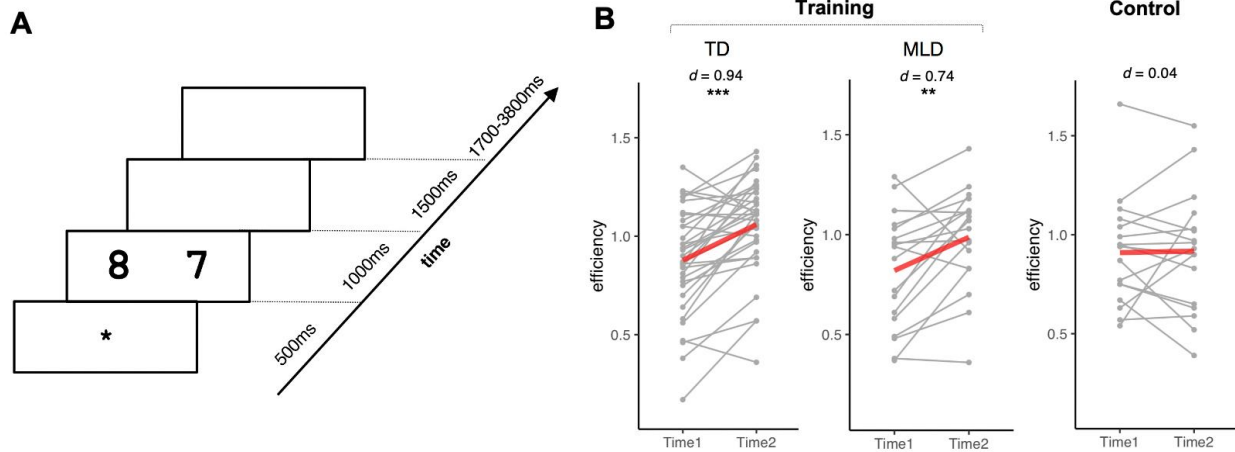 A
*
8 7
500ms
1000ms
1500ms
1700-3800ms
time
B
Training
Control
TD
d = 0.94
***
efficiency
1.5
1.0
0.5
Time1 Time2
MLD
d = 0.74
**
efficiency
1.5
1.0
0.5
Time1 Time2
d = 0.04
efficiency
1.5
1.0
0.5
Time1 Time2